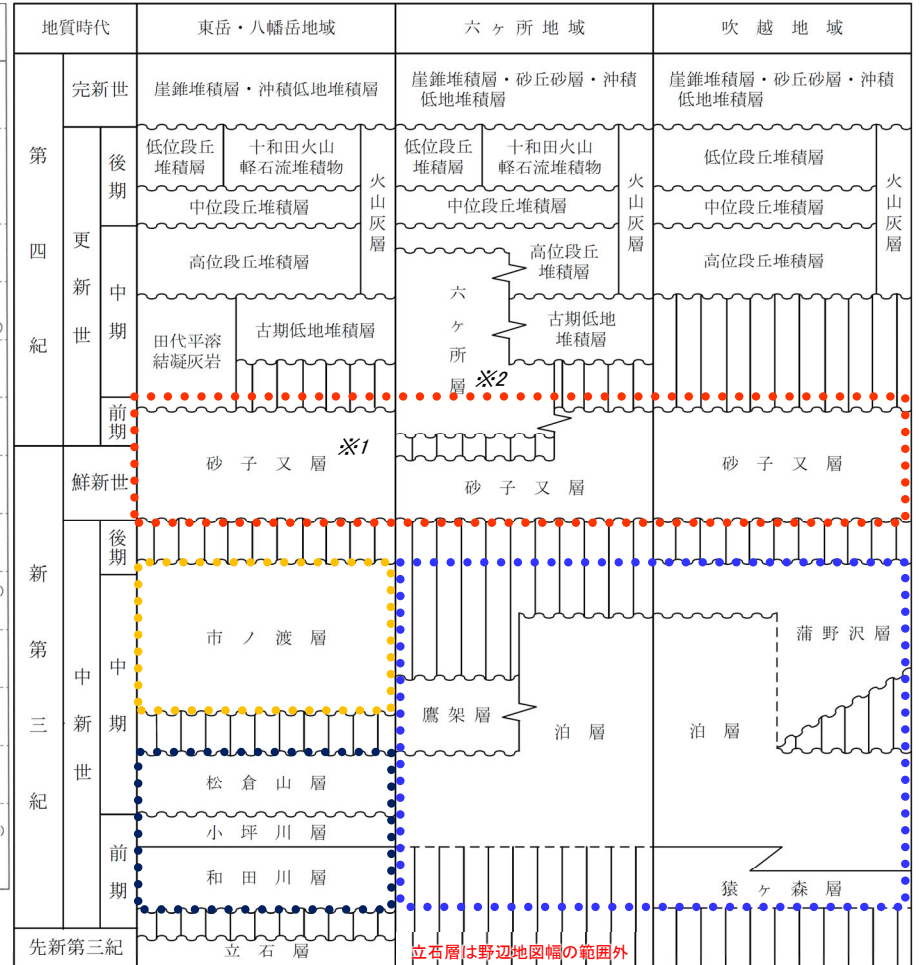 地質時代
東岳・八幡岳地域
六ヶ所地域
吹越地域
第四紀
完新世
崖錐堆積層・沖積低地堆積層
崖錐堆積層・砂丘砂層・沖積
低地堆積層
崖錐堆積層・砂丘砂層・沖積
低地堆積層
更新世
後期
低位段丘
堆積層
十和田火山
軽石流堆積物
火山灰層
低位段丘
堆積層
十和田火山
軽石流堆積物
火山灰層
低位段丘堆積層
火山灰層
中位段丘堆積層
中位段丘堆積層
中位段丘堆積層
中期
高位段丘堆積層
高位段丘
堆積層
高位段丘堆積層
六ヶ所層
※2
田代平溶
結凝灰岩
古期低地堆積層
古期低地
堆積層
前期
砂子又層
※1
砂子又層
砂子又層
新第三紀
鮮新世
中新世
後期
中期
市ノ渡層
蒲野沢層
鷹架層
泊層
泊層
松倉山層
前期
小坪川層
和田川層
猿ヶ森層
先新第三紀
立石層
立石層は野辺地図幅の範囲外